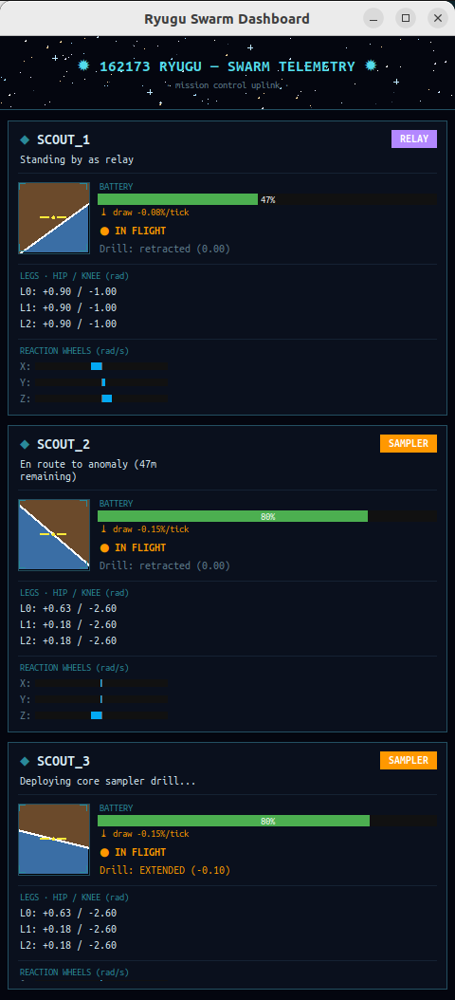 Ryugu Swarm Dashboard
✹ 162173 RYUGU — SWARM TELEMETRY ✹
· mission control uplink ·
◆ SCOUT_1
RELAY
Standing by as relay
BATTERY
47%
↓ draw -0.08%/tick
● IN FLIGHT
Drill: retracted (0.00)
LEGS · HIP / KNEE (rad)
L0: +0.90 / -1.00
L1: +0.90 / -1.00
L2: +0.90 / -1.00
REACTION WHEELS (rad/s)
X:
Y:
Z:
◆ SCOUT_2
SAMPLER
En route to anomaly (47m
remaining)
BATTERY
80%
↓ draw -0.15%/tick
● IN FLIGHT
Drill: retracted (0.00)
LEGS · HIP / KNEE (rad)
L0: +0.63 / -2.60
L1: +0.18 / -2.60
L2: +0.18 / -2.60
REACTION WHEELS (rad/s)
X:
Y:
Z:
◆ SCOUT_3
SAMPLER
Deploying core sampler drill...
BATTERY
80%
↓ draw -0.15%/tick
● IN FLIGHT
Drill: EXTENDED (-0.10)
LEGS · HIP / KNEE (rad)
L0: +0.63 / -2.60
L1: +0.18 / -2.60
L2: +0.18 / -2.60
REACTION WHEELS (rad/s)